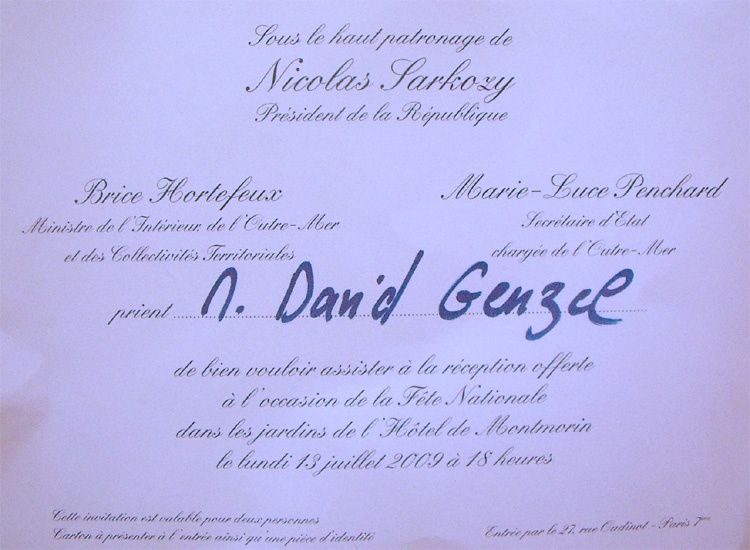 Sous le haut patronage de
Nicolas Sarkozy
Président de la République
Brice Hortefeux
Ministre de l'Intérieur, de l'Outre-Mer
et des Collectivités Territoriales
Marie-Luce Penchard
Secrétaire d'Etat
chargée de l'Outre-Mer
prient M. David Genzel
de bien vouloir assister à la réception offerte
à l'occasion de la Fête Nationale
dans les jardins de l'Hôtel de Montmorin
le lundi 13 juillet 2009 à 18 heures
Cette invitation est valable pour deux personnes
Carton à présenter à l'entrée ainsi qu'une pièce d'identité
Entrée par le 27, rue Oudinot - Paris 7ème